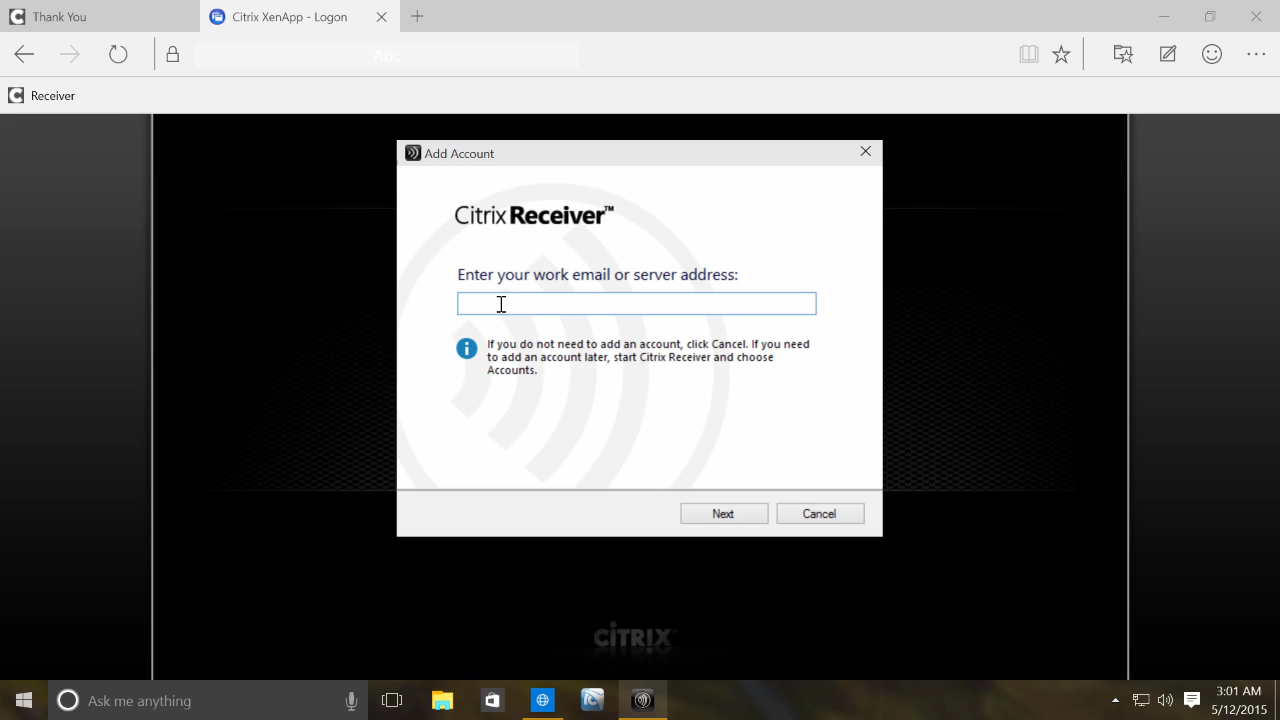 Thank You
Citrix XenApp - Logon
Abc
Receiver
Add Account
Citrix Receiver™
Enter your work email or server address:
If you do not need to add an account, click Cancel. If you need
to add an account later, start Citrix Receiver and choose
Accounts.
Next
Cancel
CITRIX
Ask me anything
3:01 AM
5/12/2015